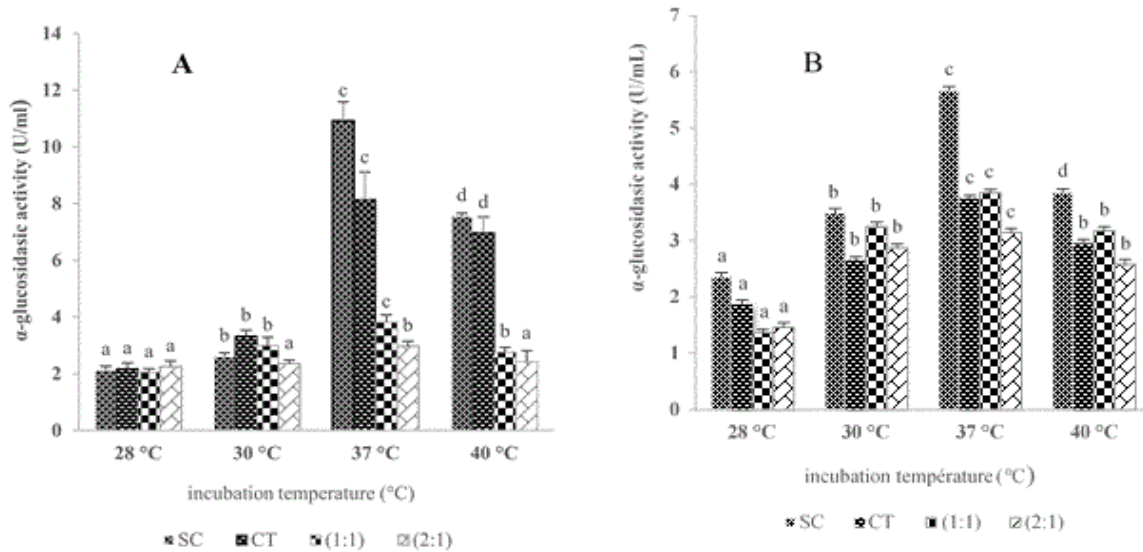 A
α-glucosidasic activity (U/ml)
14
12
10
8
6
4
2
0
a a a a
b b b a
c c c b
d d b a
28 °C 30 °C 37 °C 40 °C
incubation temperature (°C)
SC CT (1:1) (2:1)
B
α-glucosidasic activity (U/mL)
7
6
5
4
3
2
1
0
a a a a
b b b b
c c c c
d b b b
28 °C 30 °C 37 °C 40 °C
incubation température (°C)
SC CT (1:1) (2:1)